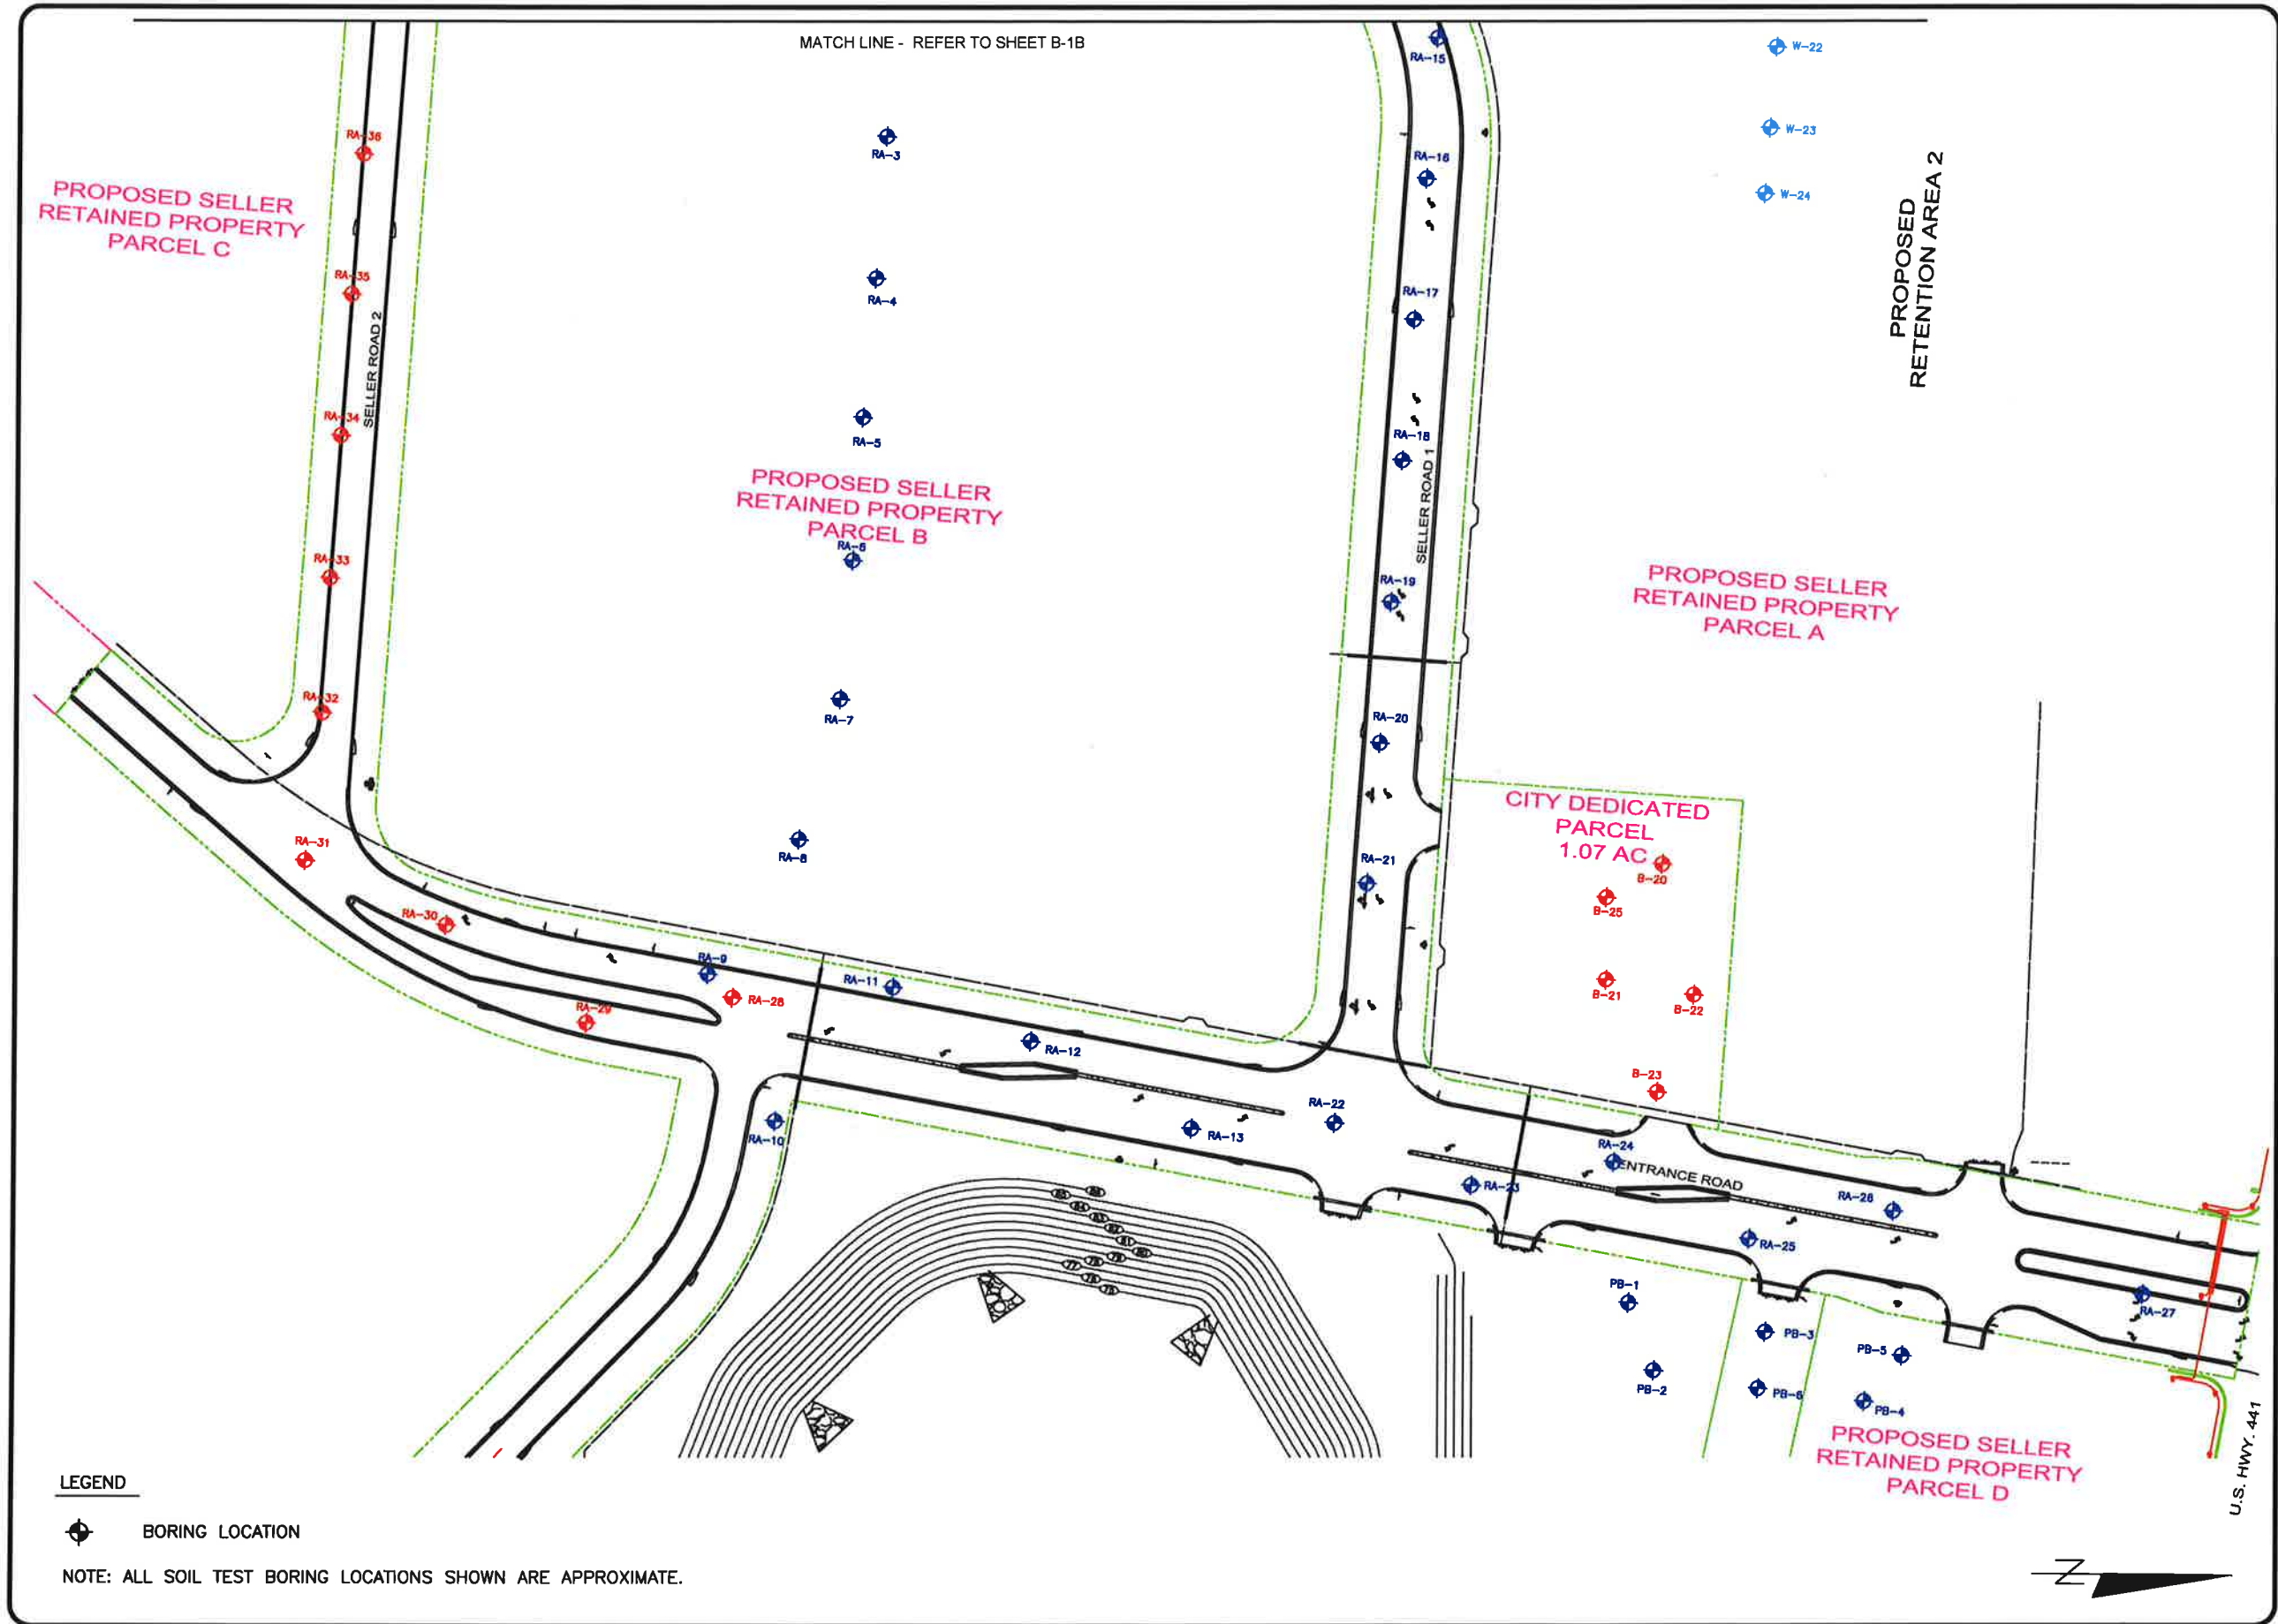 MATCH LINE - REFER TO SHEET B-1B
RA-15
W-22
W-23
W-24
RA-36
RA-3
RA-16
PROPOSED
RETENTION AREA 2
PROPOSED SELLER
RETAINED PROPERTY
PARCEL C
RA-35
RA-4
RA-17
SELLER ROAD 2
RA-34
RA-5
RA-18
SELLER ROAD 1
PROPOSED SELLER
RETAINED PROPERTY
PARCEL B
RA-6
RA-33
RA-19
PROPOSED SELLER
RETAINED PROPERTY
PARCEL A
RA-32
RA-7
RA-20
CITY DEDICATED
PARCEL
1.07 AC
B-20
RA-31
RA-8
RA-21
B-25
RA-30
RA-9
RA-11
RA-28
RA-29
B-21
B-22
RA-12
B-23
RA-10
RA-13
RA-22
RA-24
ENTRANCE ROAD
RA-23
RA-26
RA-25
PB-1
RA-27
PB-3
PB-5
PB-2
PB-6
PB-4
PROPOSED SELLER
RETAINED PROPERTY
PARCEL D
U.S. HWY. 441
LEGEND
BORING LOCATION
NOTE: ALL SOIL TEST BORING LOCATIONS SHOWN ARE APPROXIMATE.
N